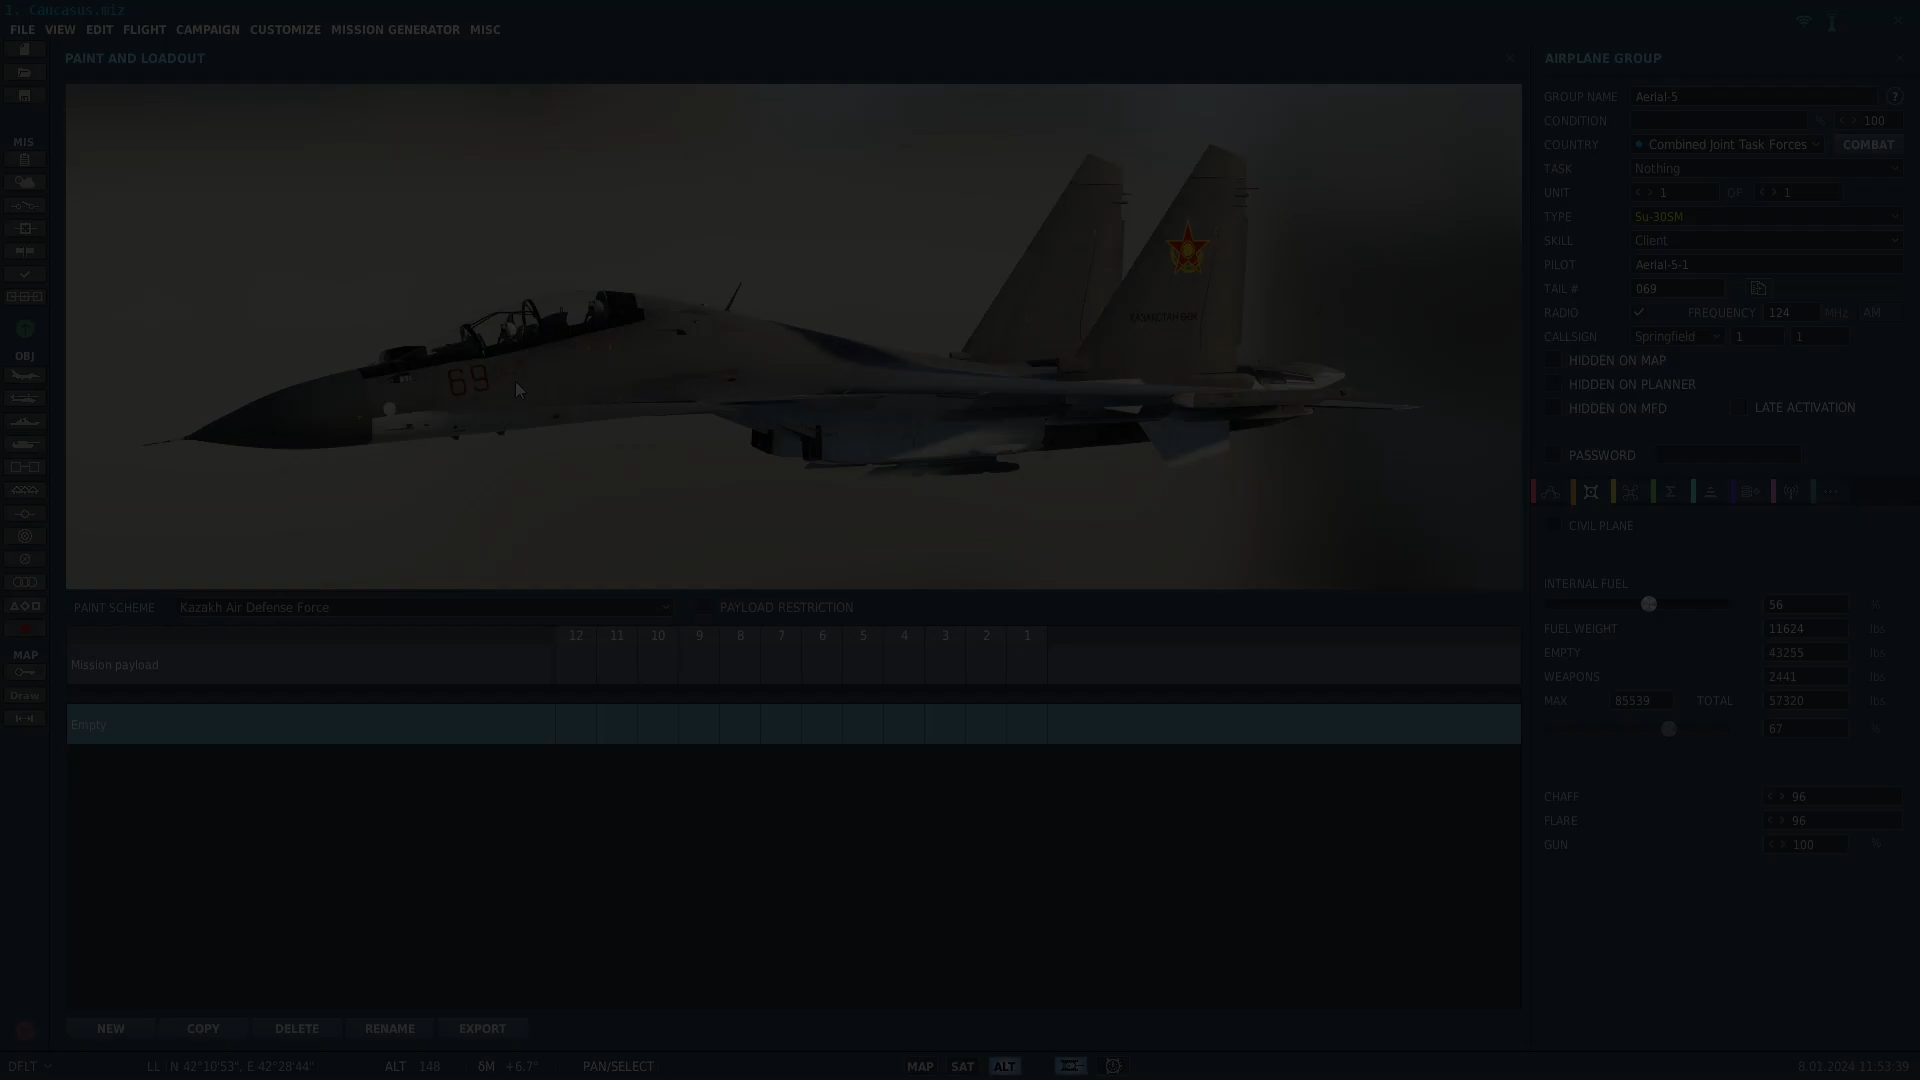 1. Caucasus.miz
FILE VIEW EDIT FLIGHT CAMPAIGN CUSTOMIZE MISSION GENERATOR MISC
PAINT AND LOADOUT
MIS
OBJ
MAP
Draw
69
ҚАЗАҚСТАН ӘҚК
PAINT SCHEME Kazakh Air Defense Force PAYLOAD RESTRICTION
12 11 10 9 8 7 6 5 4 3 2 1
Mission payload
Empty
NEW COPY DELETE RENAME EXPORT
AIRPLANE GROUP
GROUP NAME Aerial-5 ?
CONDITION % < > 100
COUNTRY Combined Joint Task Forces COMBAT
TASK Nothing
UNIT < > 1 OF < > 1
TYPE Su-30SM
SKILL Client
PILOT Aerial-5-1
TAIL # 069
RADIO FREQUENCY 124 MHz AM
CALLSIGN Springfield 1 1
HIDDEN ON MAP
HIDDEN ON PLANNER
HIDDEN ON MFD LATE ACTIVATION
PASSWORD
CIVIL PLANE
INTERNAL FUEL
56 %
FUEL WEIGHT 11624 lbs
EMPTY 43255 lbs
WEAPONS 2441 lbs
MAX 85539 TOTAL 57320 lbs
67 %
CHAFF < > 96
FLARE < > 96
GUN < > 100 %
DFLT LL : N 42°10'53", E 42°28'44" ALT 148 δM +6.7° PAN/SELECT MAP SAT ALT 8.01.2024 11:53:39